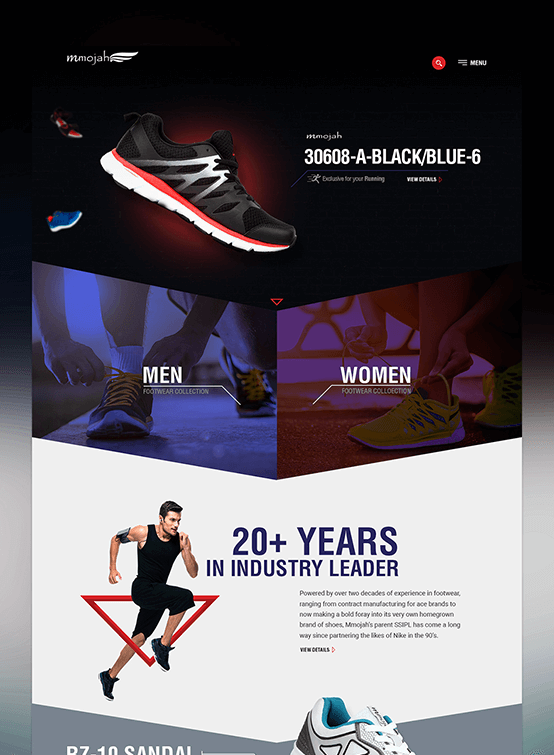 mmojah
MENU
mmojah
30608-A-BLACK/BLUE-6
Exclusive for your Running
VIEW DETAILS
MEN
FOOTWEAR COLLECTION
WOMEN
FOOTWEAR COLLOECTION
20+ YEARS
IN INDUSTRY LEADER
Powered by over two decades of experience in footwear,
ranging from contract manufacturing for ace brands to
now making a bold foray into its very own homegrown
brand of shoes, Mmojah's parent SSIPL has come a long
way since partnering the likes of Nike in the 90's.
VIEW DETAILS
BZ-10 SANDAL